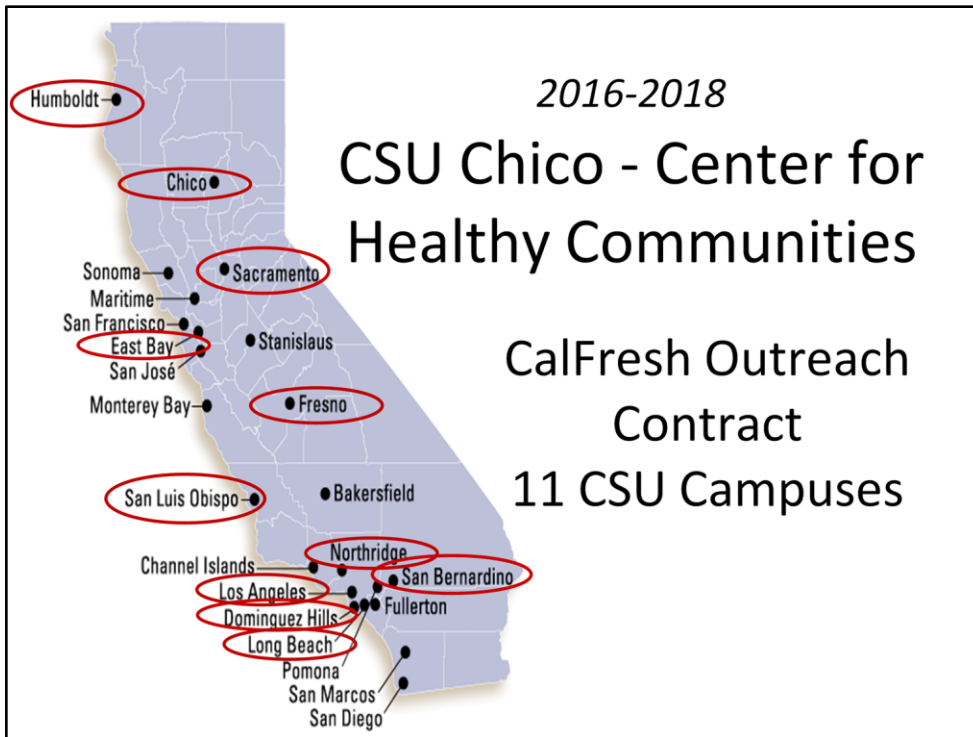 2016-2018
CSU Chico - Center for
Healthy Communities
CalFresh Outreach
Contract
11 CSU Campuses
Humboldt
Chico
Sonoma
Sacramento
Maritime
San Francisco
East Bay
Stanislaus
San José
Monterey Bay
Fresno
San Luis Obispo
Bakersfield
Northridge
Channel Islands
San Bernardino
Los Angeles
Fullerton
Dominguez Hills
Long Beach
Pomona
San Marcos
San Diego